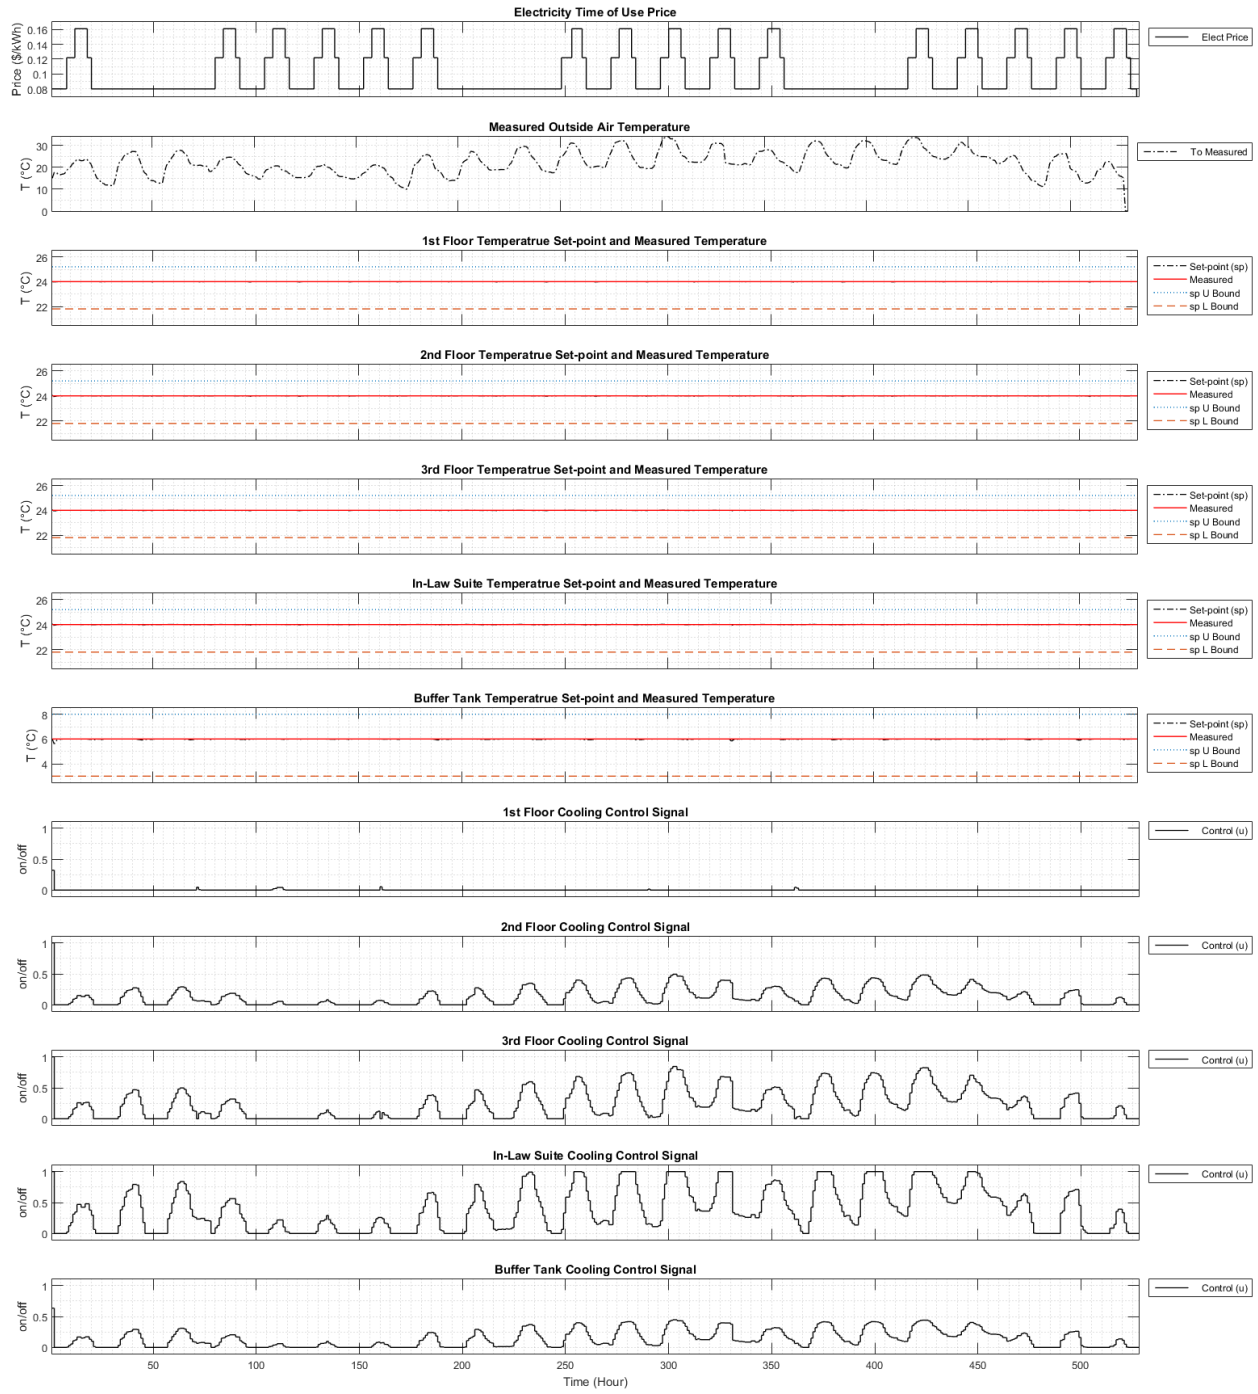 Electricity Time of Use Price
Price ($/kWh)
0.16
0.14
0.12
0.1
0.08
Elect Price
Measured Outside Air Temperature
T (°C)
30
20
10
0
To Measured
1st Floor Temperatrue Set-point and Measured Temperature
T (°C)
26
24
22
Set-point (sp)
Measured
sp U Bound
sp L Bound
2nd Floor Temperatrue Set-point and Measured Temperature
T (°C)
26
24
22
Set-point (sp)
Measured
sp U Bound
sp L Bound
3rd Floor Temperatrue Set-point and Measured Temperature
T (°C)
26
24
22
Set-point (sp)
Measured
sp U Bound
sp L Bound
In-Law Suite Temperatrue Set-point and Measured Temperature
T (°C)
26
24
22
Set-point (sp)
Measured
sp U Bound
sp L Bound
Buffer Tank Temperatrue Set-point and Measured Temperature
T (°C)
8
6
4
Set-point (sp)
Measured
sp U Bound
sp L Bound
1st Floor Cooling Control Signal
on/off
1
0.5
0
Control (u)
2nd Floor Cooling Control Signal
on/off
1
0.5
0
Control (u)
3rd Floor Cooling Control Signal
on/off
1
0.5
0
Control (u)
In-Law Suite Cooling Control Signal
on/off
1
0.5
0
Control (u)
Buffer Tank Cooling Control Signal
on/off
1
0.5
0
Control (u)
50 100 150 200 250 300 350 400 450 500
Time (Hour)